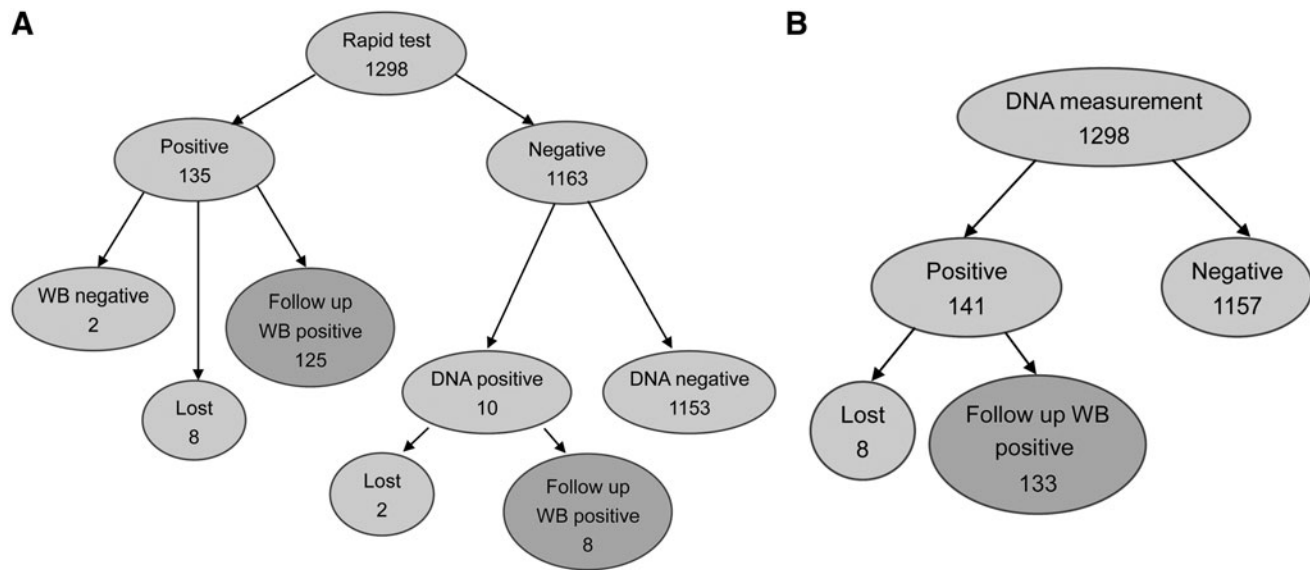 A
Rapid test
1298
Positive
135
Negative
1163
WB negative
2
Follow up
WB positive
125
Lost
8
DNA positive
10
DNA negative
1153
Lost
2
Follow up
WB positive
8
B
DNA measurement
1298
Positive
141
Negative
1157
Lost
8
Follow up WB
positive
133